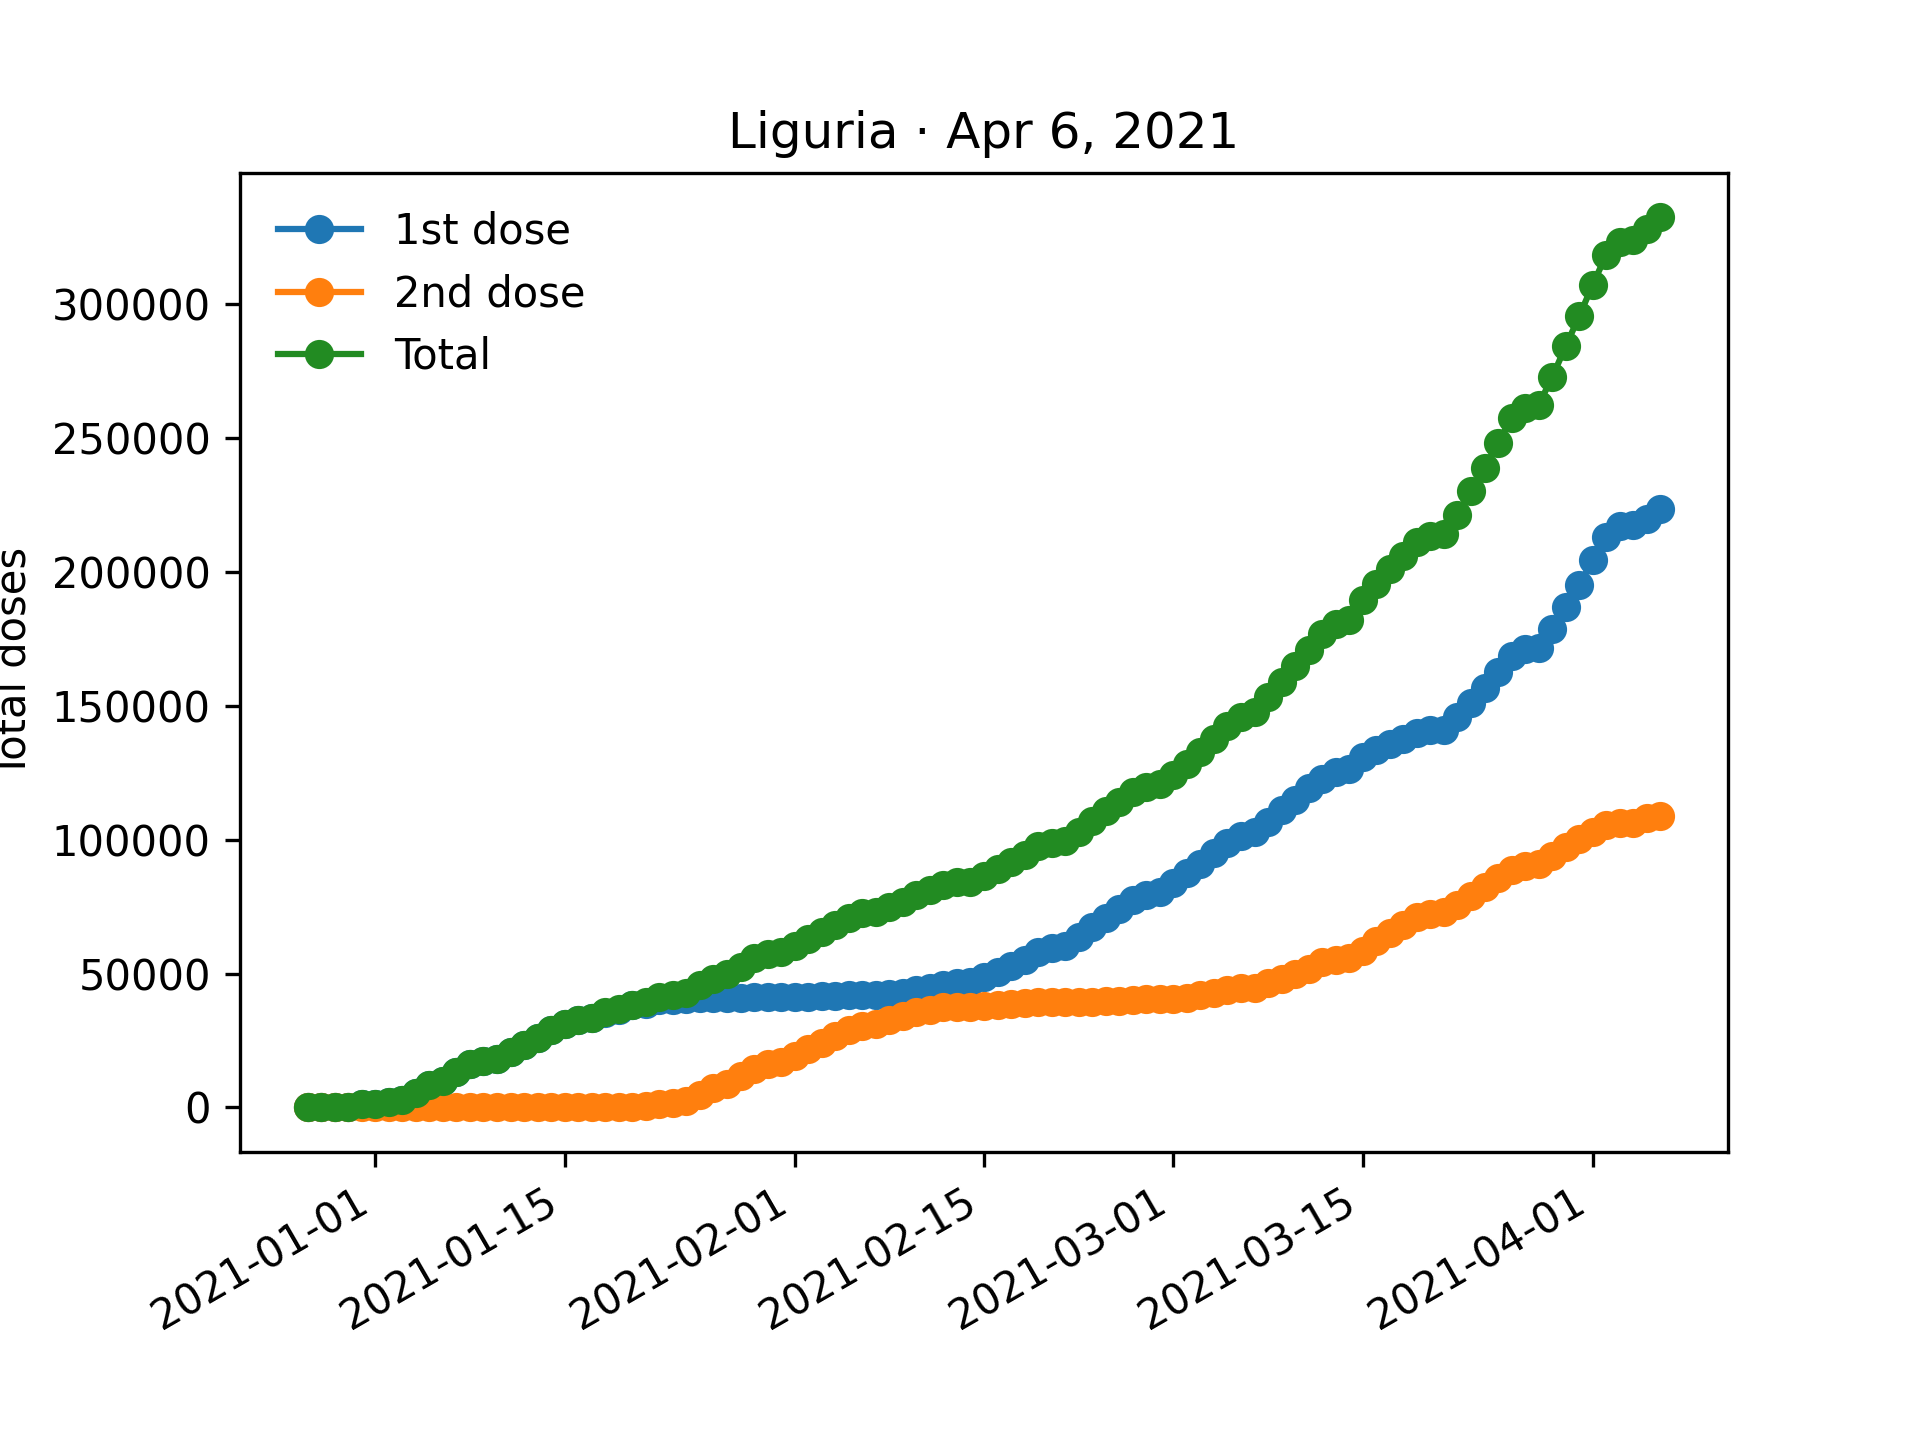 Liguria · Apr 6, 2021
1st dose
2nd dose
Total
Total doses
300000
250000
200000
150000
100000
50000
0
2021-01-01
2021-01-15
2021-02-01
2021-02-15
2021-03-01
2021-03-15
2021-04-01